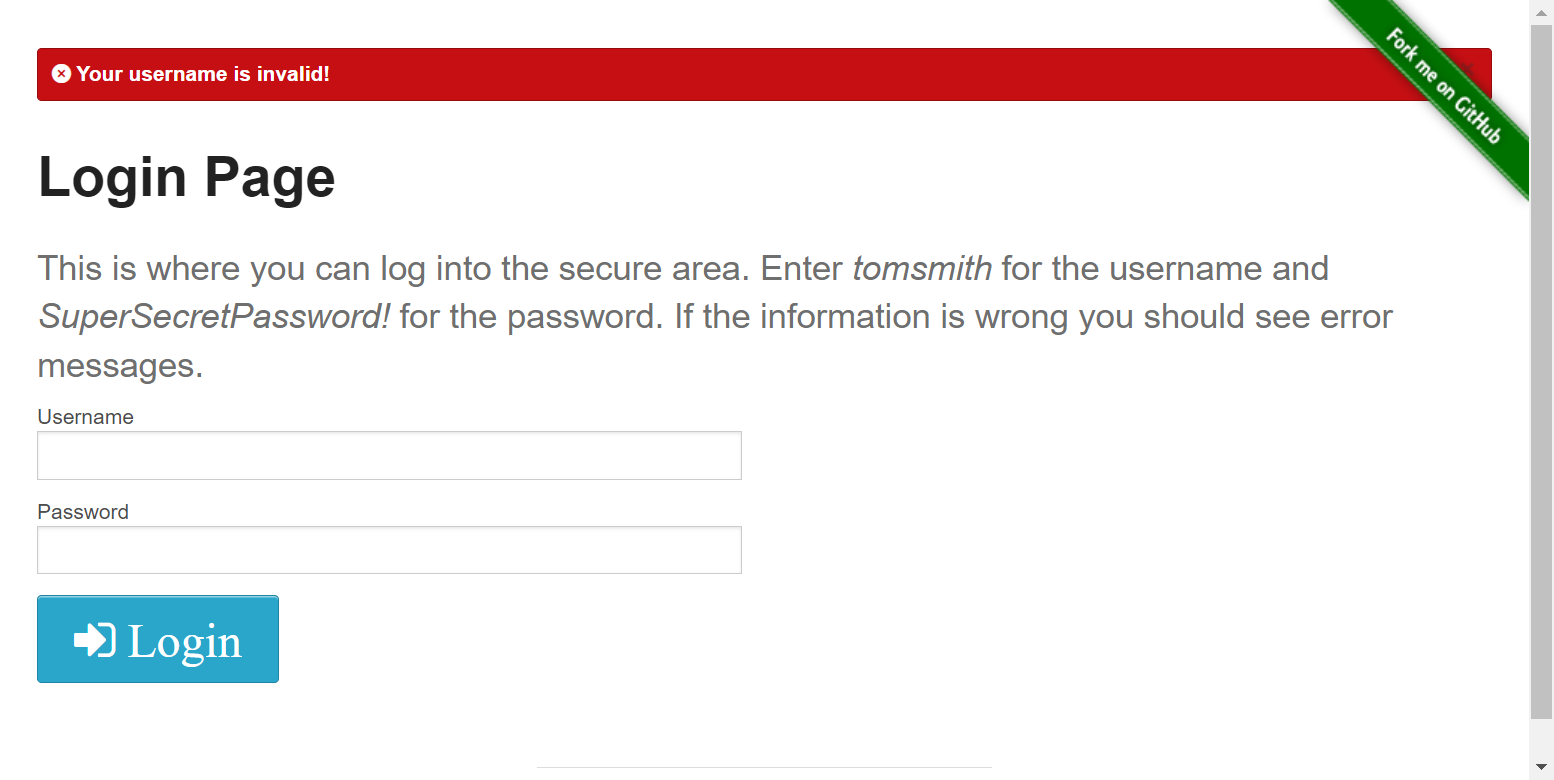 Your username is invalid!
Fork me on GitHub
Login Page
This is where you can log into the secure area. Enter tomsmith for the username and
SuperSecretPassword! for the password. If the information is wrong you should see error
messages.
Username
Password
Login